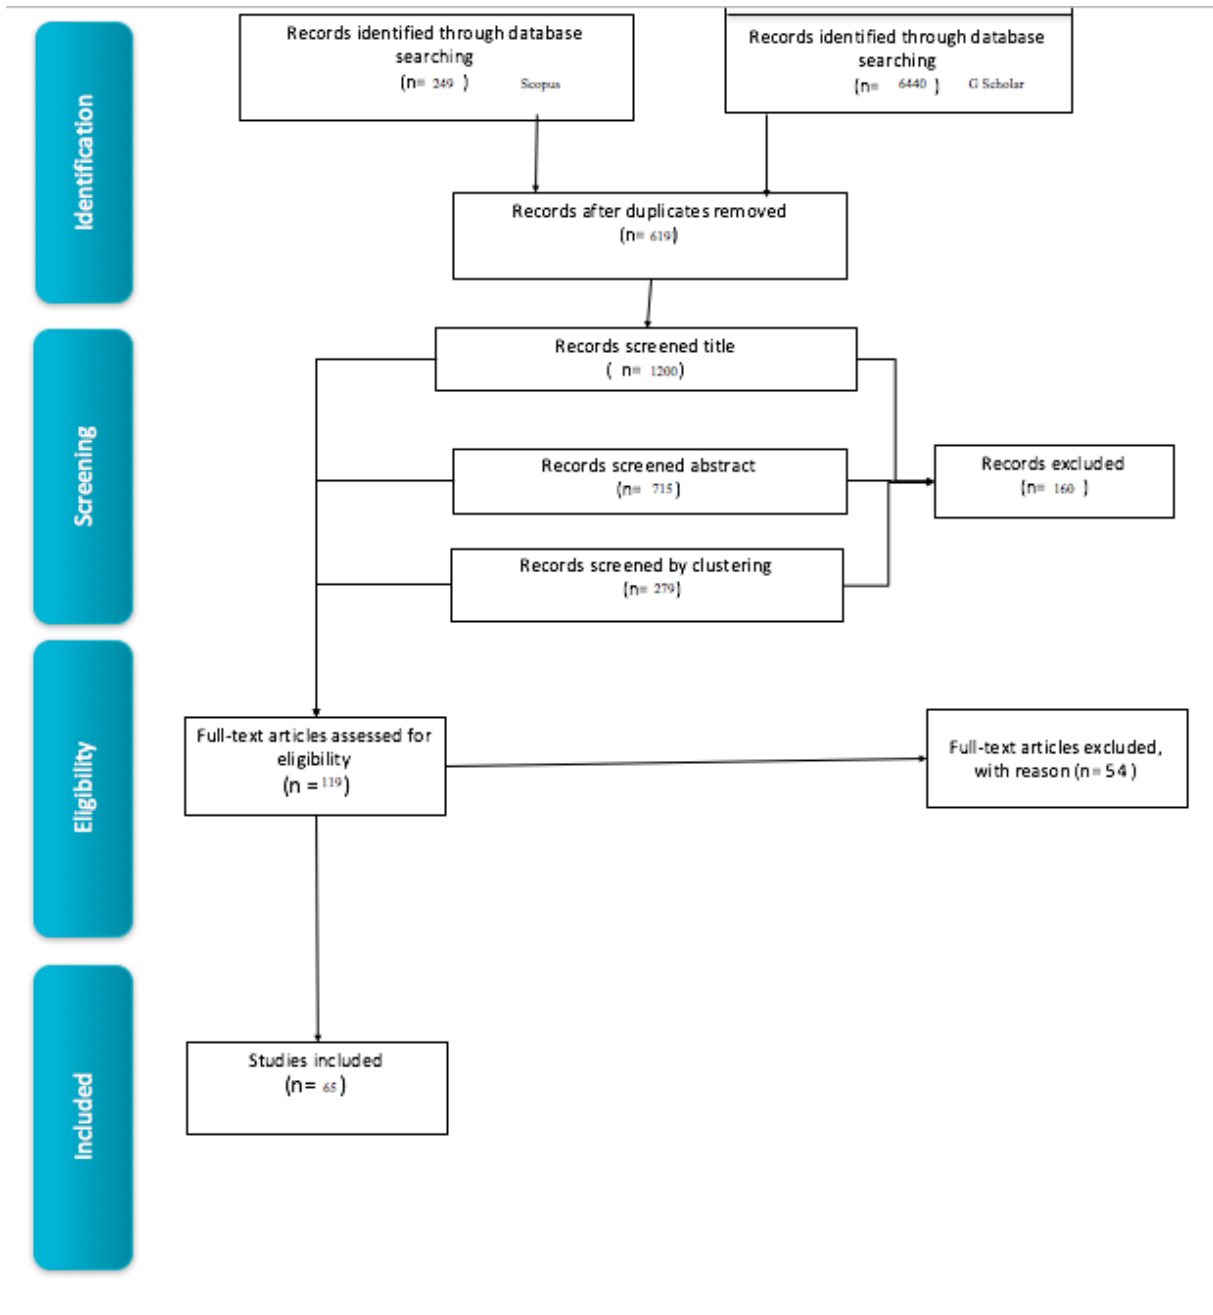 Identification
Records identified through database
searching
(n= 249 ) Scopus
Records identified through database
searching
(n= 6440 ) G Scholar
Records after duplicates removed
(n= 619)
Screening
Records screened title
( n= 1200)
Records screened abstract
(n= 715)
Records screened by clustering
(n= 279)
Records excluded
(n= 160 )
Eligibility
Full-text articles assessed for
eligibility
(n = 119)
Full-text articles excluded,
with reason (n= 54 )
Included
Studies included
(n= 65 )